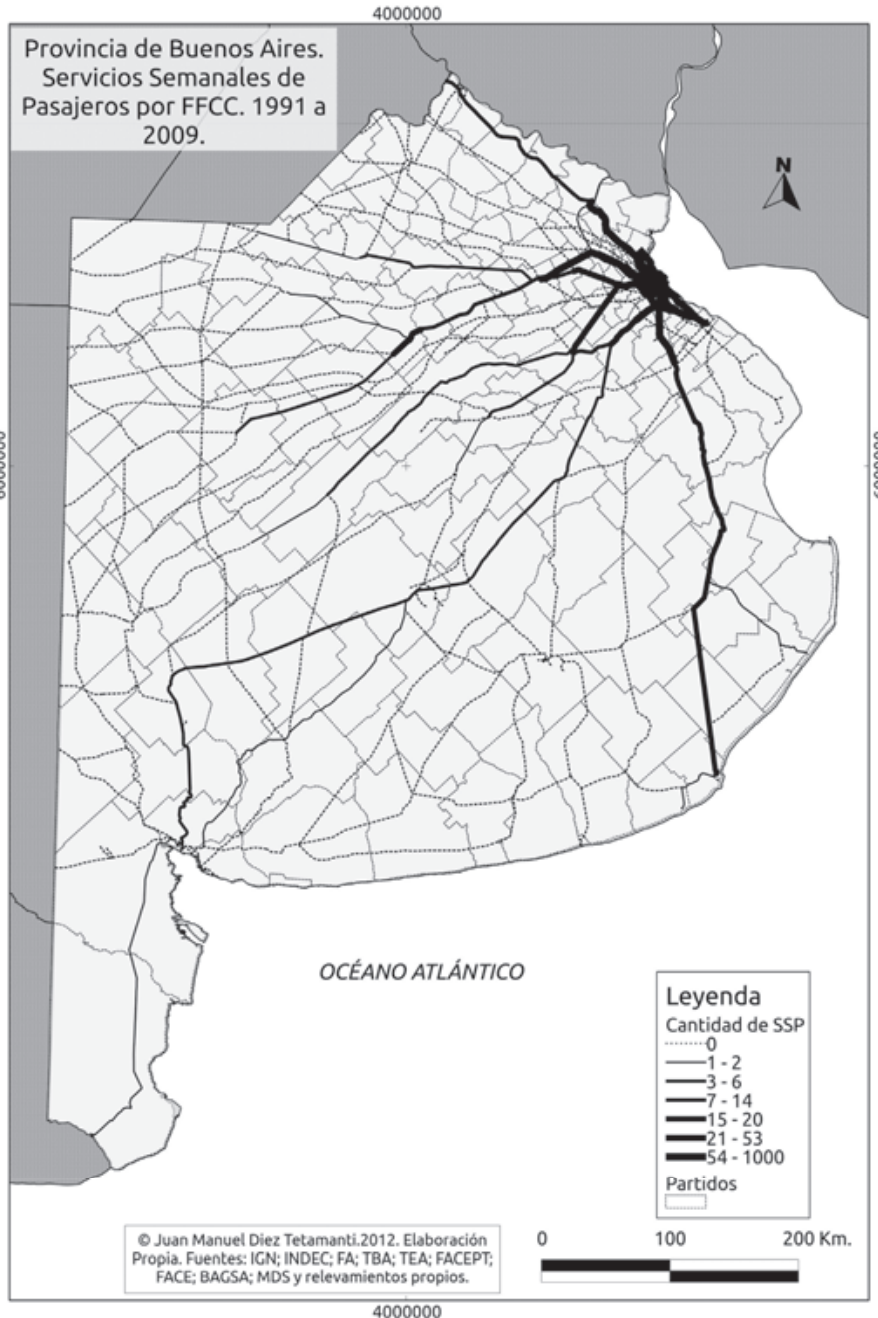 4000000
Provincia de Buenos Aires.
Servicios Semanales de
Pasajeros por FFCC. 1991 a
2009.
N
OCÉANO ATLÁNTICO
Leyenda
Cantidad de SSP
0
1 - 2
3 - 6
7 - 14
15 - 20
21 - 53
54 - 1000
Partidos
© Juan Manuel Diez Tetamanti.2012. Elaboración
Propia. Fuentes: IGN; INDEC; FA; TBA; TEA; FACEPT;
FACE; BAGSA; MDS y relevamientos propios.
0 100 200 Km.
4000000